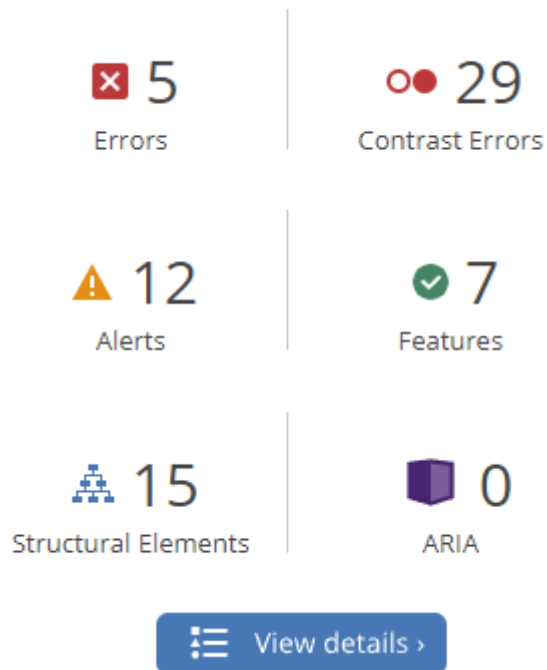 5 29
Errors Contrast Errors
12 7
Alerts Features
15 0
Structural Elements ARIA
View details ›